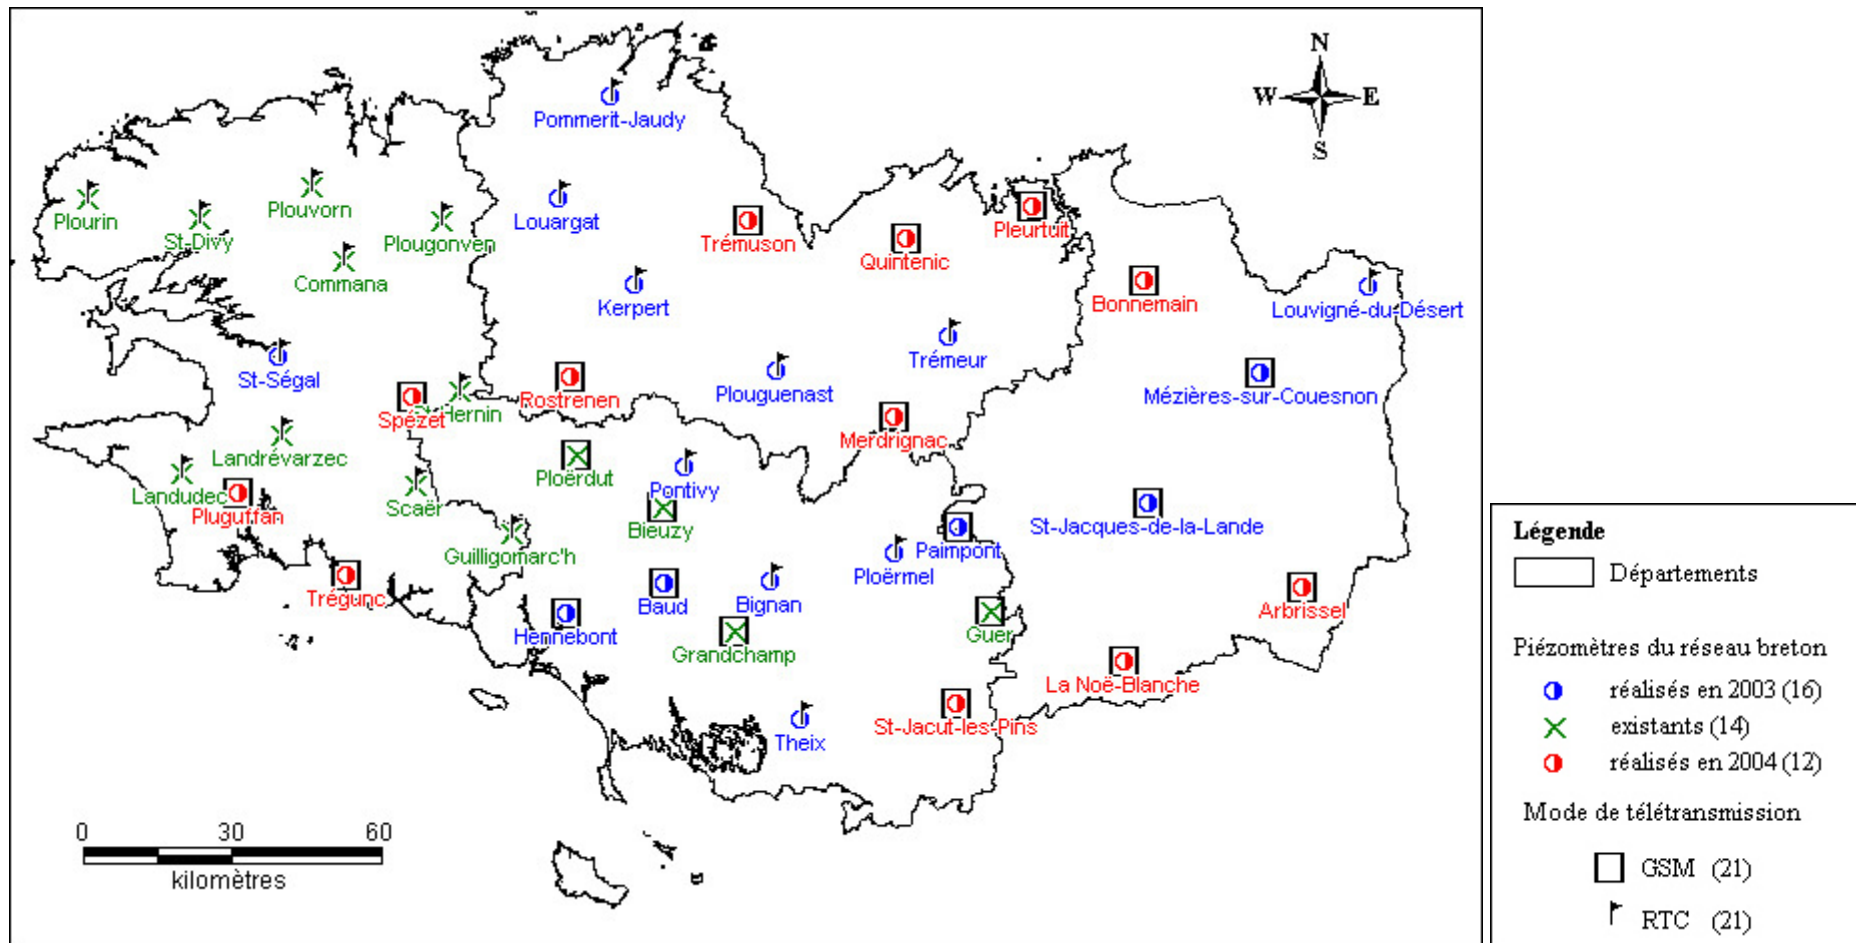 N
W E
S
Pommerit-Jaudy
Plourin
St-Divy
Plouvorn
Plougonven
Commana
Louargat
Trémuson
Quintenic
Pleurtuit
Bonnemain
Louvigné-du-Désert
Kerpert
Trémeur
St-Ségal
Spézet
St-Hernin
Rostrenen
Plouguenast
Mézières-sur-Couesnon
Merdrignac
Landrévarzec
Landudec
Pluguffan
Scaër
Ploërdut
Pontivy
Bieuzy
Guilligomarc'h
Ploërmel
Paimpont
St-Jacques-de-la-Lande
Trégunc
Hennebont
Baud
Bignan
Grandchamp
Guer
Arbrissel
La Noë-Blanche
St-Jacut-les-Pins
Theix
0 30 60
kilomètres
Légende
Départements
Piézomètres du réseau breton
réalisés en 2003 (16)
existants (14)
réalisés en 2004 (12)
Mode de télétransmission
GSM (21)
RTC (21)